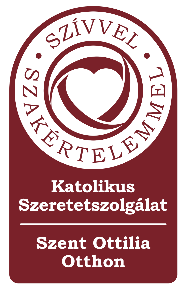 • SZÍVVEL •
SZAKÉRTELEMMEL
Katolikus
Szeretetszolgálat
Szent Ottilia
Otthon